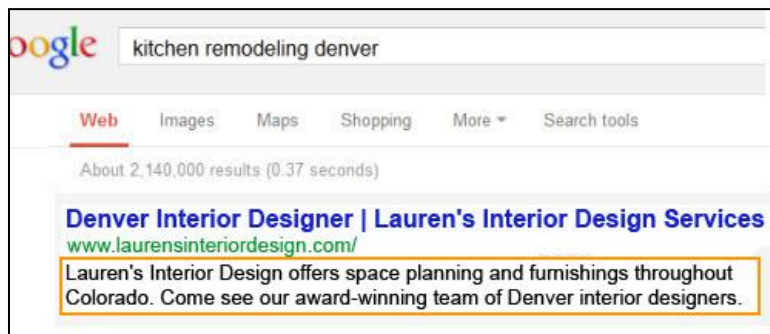 oogle kitchen remodeling denver
Web Images Maps Shopping More Search tools
About 2,140,000 results (0.37 seconds)
Denver Interior Designer | Lauren's Interior Design Services
www.laurensinteriordesign.com/
Lauren's Interior Design offers space planning and furnishings throughout
Colorado. Come see our award-winning team of Denver interior designers.